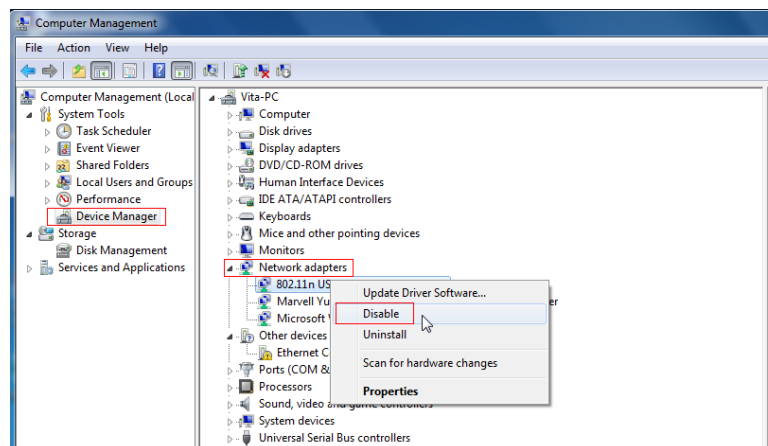 Computer Management
File Action View Help
Computer Management (Local
System Tools
Task Scheduler
Event Viewer
Shared Folders
Local Users and Groups
Performance
Device Manager
Storage
Disk Management
Services and Applications
Vita-PC
Computer
Disk drives
Display adapters
DVD/CD-ROM drives
Human Interface Devices
IDE ATA/ATAPI controllers
Keyboards
Mice and other pointing devices
Monitors
Network adapters
802.11n US
Marvell Yu
er
Microsoft
Other devices
Ethernet C
Ports (COM &
Processors
Sound, video and game controllers
System devices
Universal Serial Bus controllers
Update Driver Software...
Disable
Uninstall
Scan for hardware changes
Properties